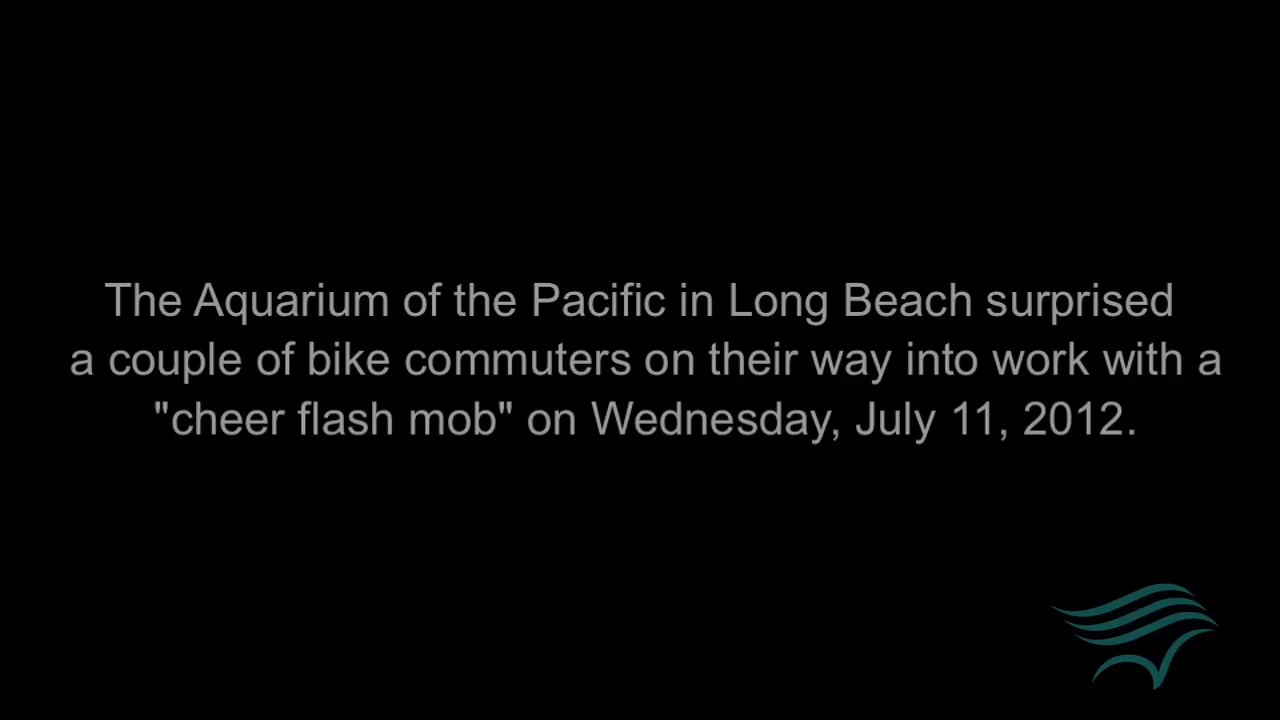 The Aquarium of the Pacific in Long Beach surprised
a couple of bike commuters on their way into work with a
"cheer flash mob" on Wednesday, July 11, 2012.